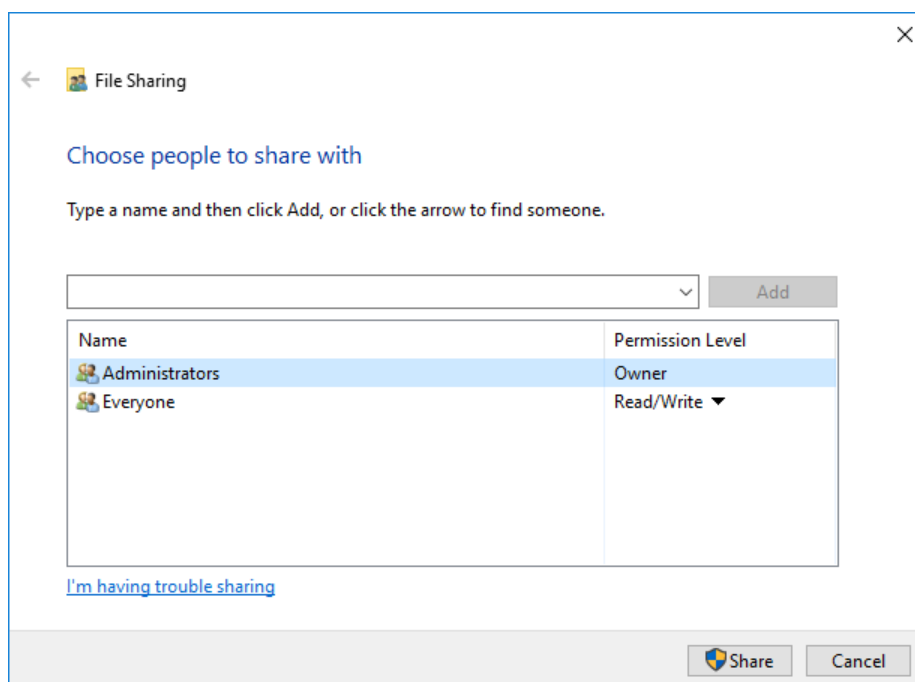 File Sharing
Choose people to share with
Type a name and then click Add, or click the arrow to find someone.
Add
Name Permission Level
Administrators Owner
Everyone Read/Write
I'm having trouble sharing
Share Cancel